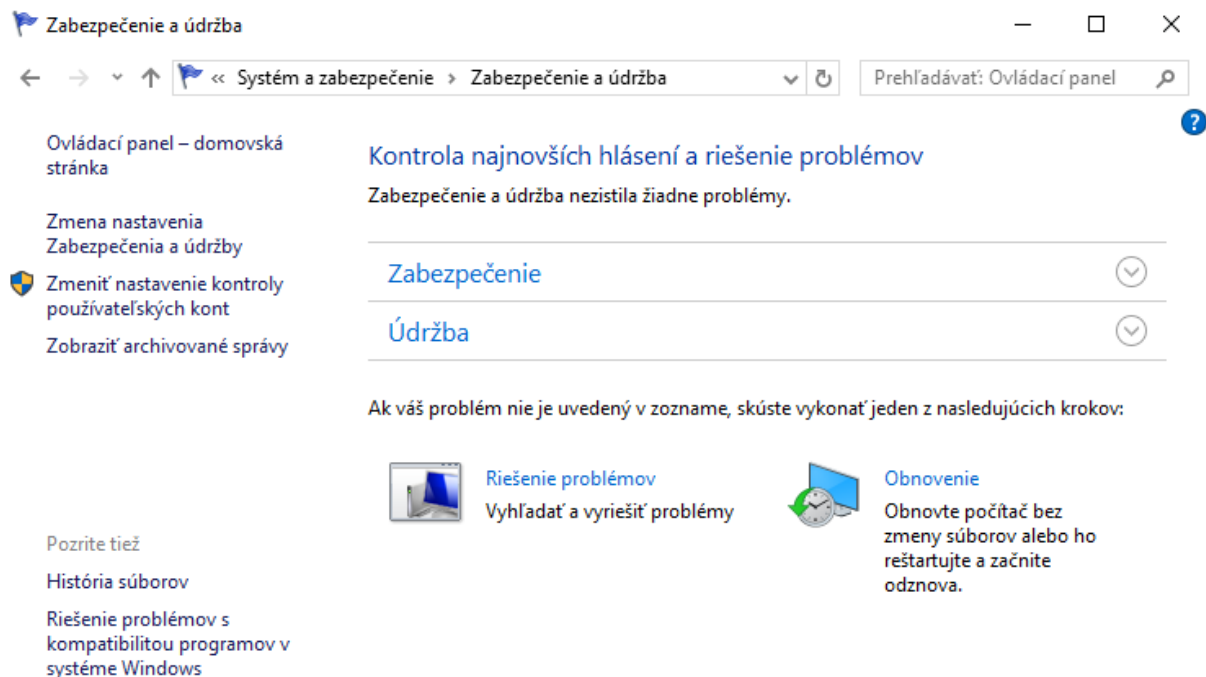 Zabezpečenie a údržba
« Systém a zabezpečenie › Zabezpečenie a údržba
Prehľadávať: Ovládací panel
?
Ovládací panel – domovská
stránka
Zmena nastavenia
Zabezpečenia a údržby
Zmeniť nastavenie kontroly
používateľských kont
Zobraziť archivované správy
Kontrola najnovších hlásení a riešenie problémov
Zabezpečenie a údržba nezistila žiadne problémy.
Zabezpečenie
Údržba
Ak váš problém nie je uvedený v zozname, skúste vykonať jeden z nasledujúcich krokov:
Riešenie problémov
Vyhľadať a vyriešiť problémy
Obnovenie
Obnovte počítač bez
zmeny súborov alebo ho
reštartujte a začnite
odznova.
Pozrite tiež
História súborov
Riešenie problémov s
kompatibilitou programov v
systéme Windows